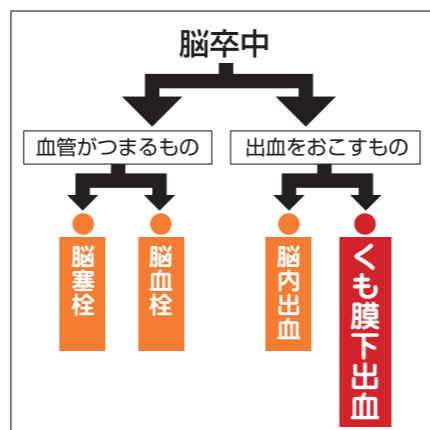 脳卒中
血管がつまるもの
出血をおこすもの
脳塞栓
脳血栓
脳内出血
くも膜下出血